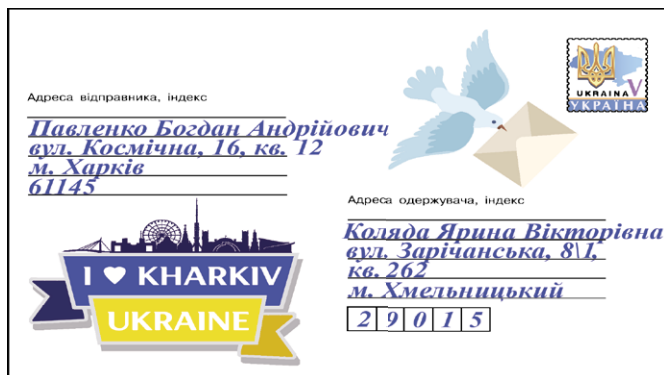 Адреса відправника, індекс
Павленко Богдан Андрійович
вул. Космічна, 16, кв. 12
м. Харків
61145
I ♥ KHARKIV
UKRAINE
UKRAINA V
УКРАЇНА
Адреса одержувача, індекс
Коляда Ярина Вікторівна
вул. Зарічанська, 8\1,
кв. 262
м. Хмельницький
29015